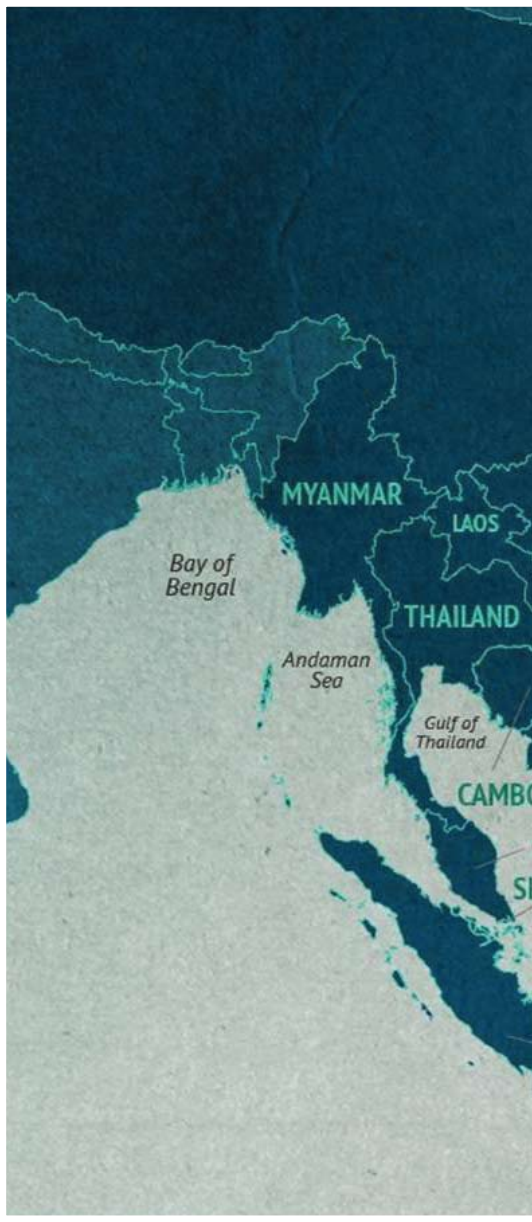 MYANMAR
LAOS
Bay of
Bengal
THAILAND
Andaman
Sea
Gulf of
Thailand